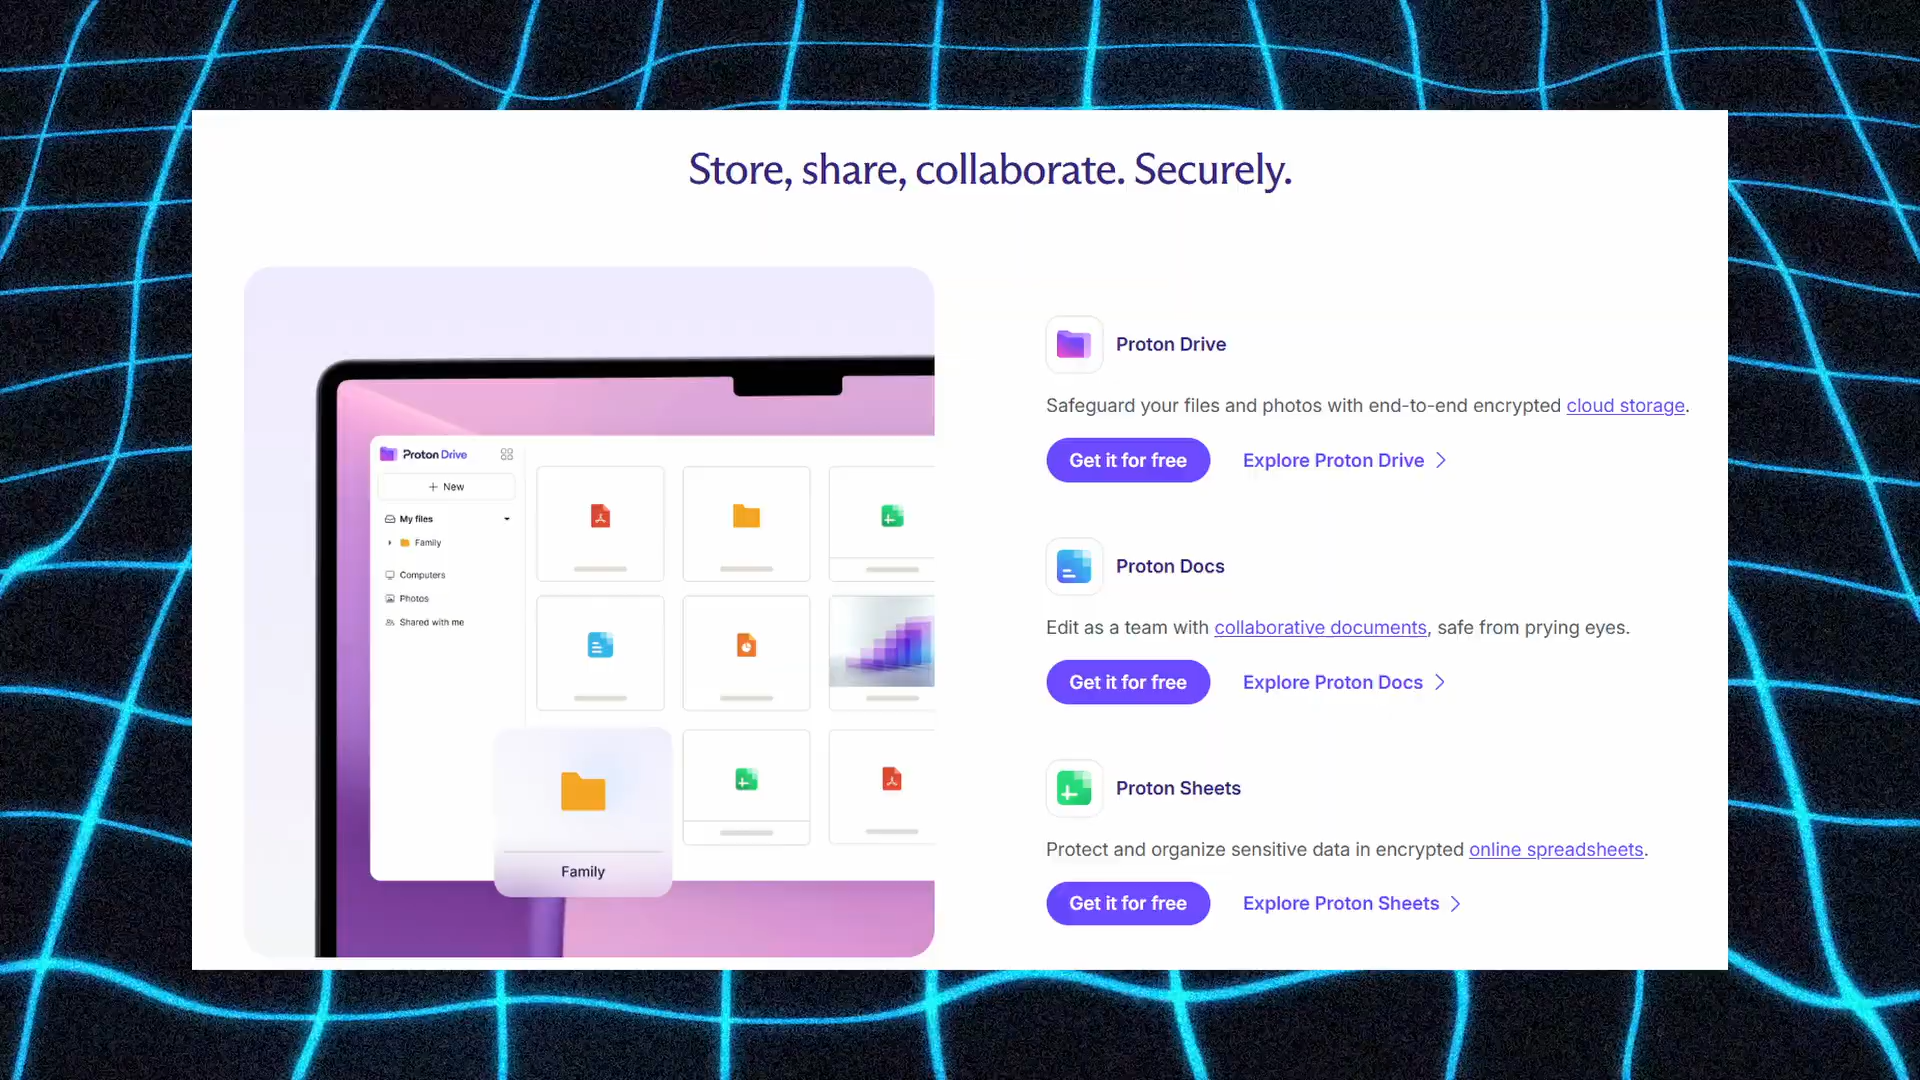 Store, share, collaborate. Securely.
Proton Drive
+ New
My files
Family
Computers
Photos
Shared with me
Family
Proton Drive
Safeguard your files and photos with end-to-end encrypted cloud storage.
Get it for free
Explore Proton Drive
Proton Docs
Edit as a team with collaborative documents, safe from prying eyes.
Get it for free
Explore Proton Docs
Proton Sheets
Protect and organize sensitive data in encrypted online spreadsheets.
Get it for free
Explore Proton Sheets